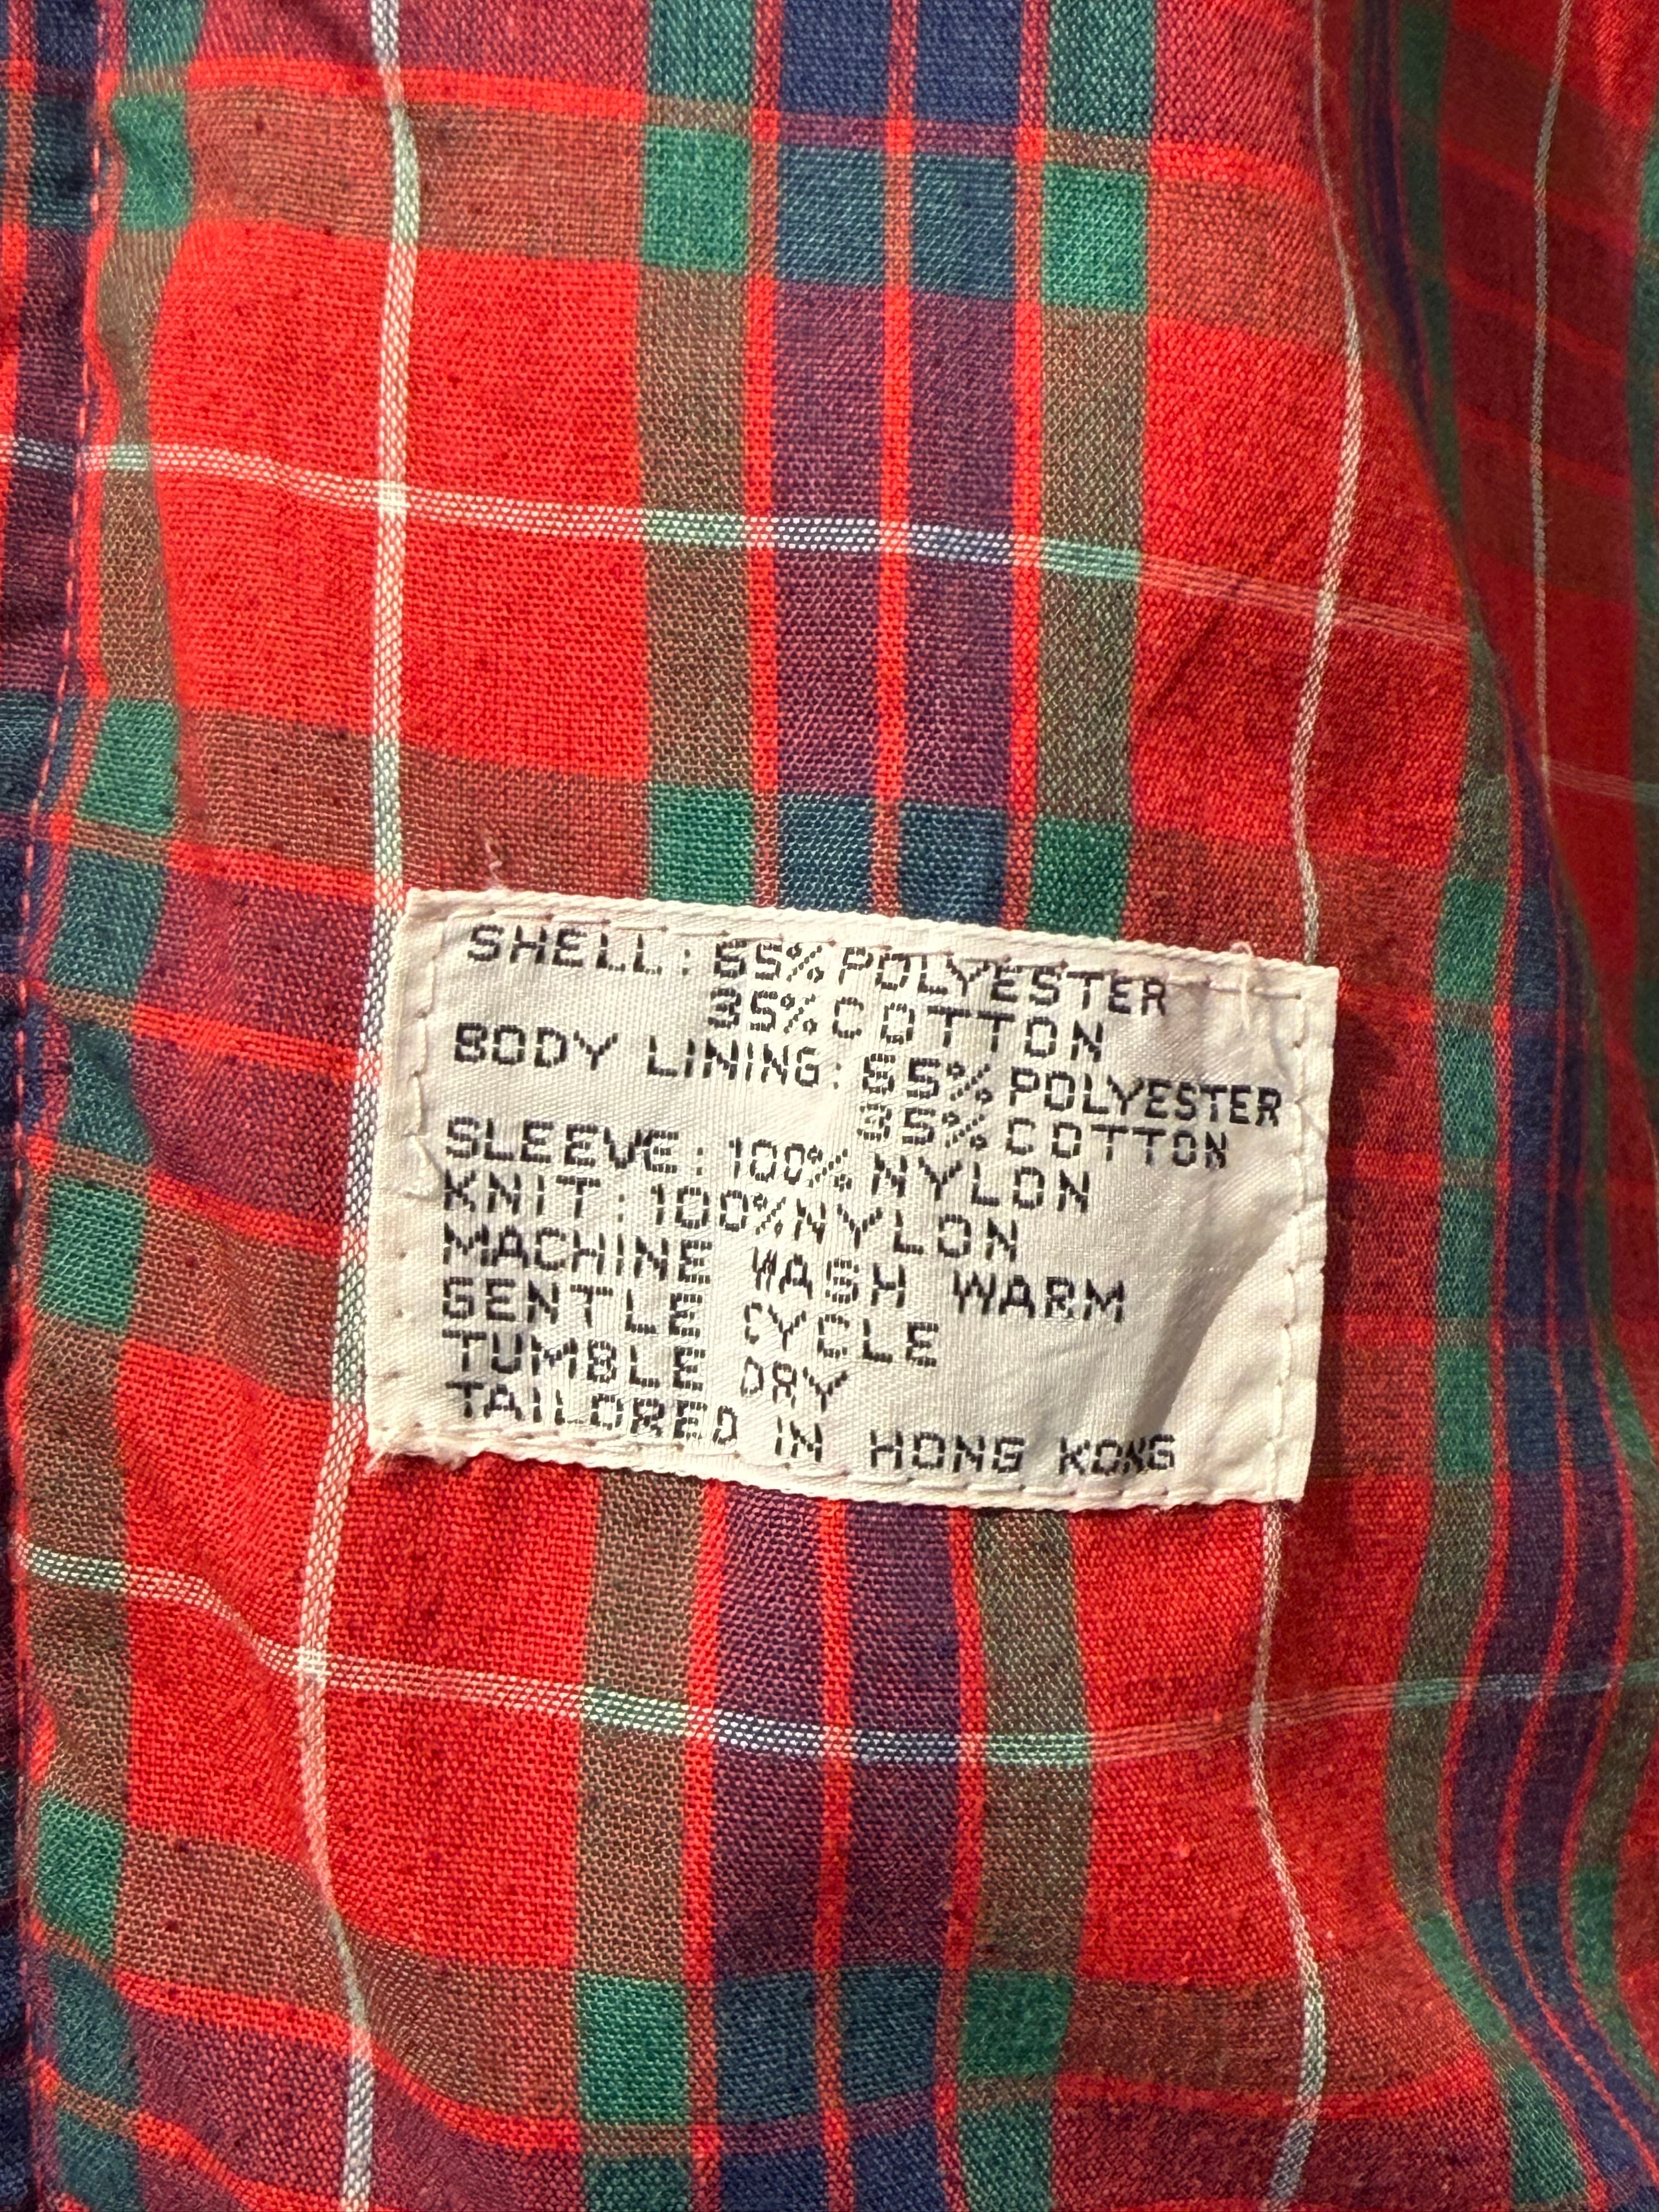 SHELL: 65% POLYESTER
35% COTTON
BODY LINING: 65% POLYESTER
35% COTTON
SLEEVE: 100% NYLON
KNIT: 100% NYLON
MACHINE WASH WARM
GENTLE CYCLE
TUMBLE DRY
TAILORED IN HONG KONG